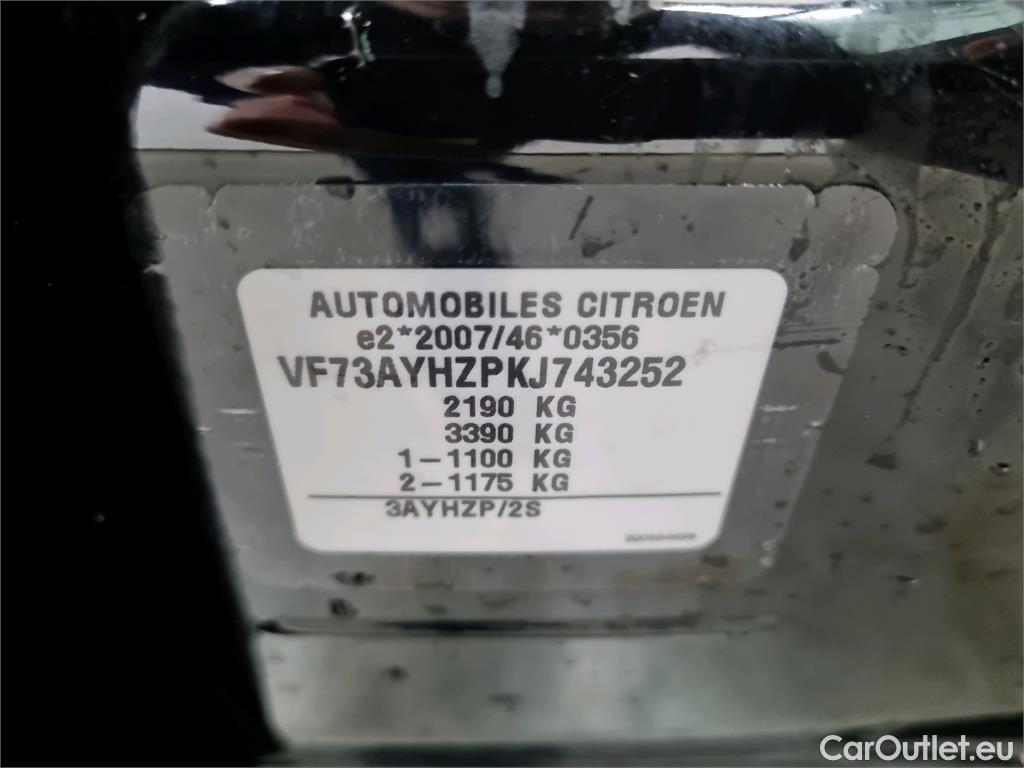 AUTOMOBILES CITROEN
e2*2007/46*0356
VF73AYHZPKJ743252
2190 KG
3390 KG
1-1100 KG
2-1175 KG
3AYHZP/2S
CarOutlet.eu